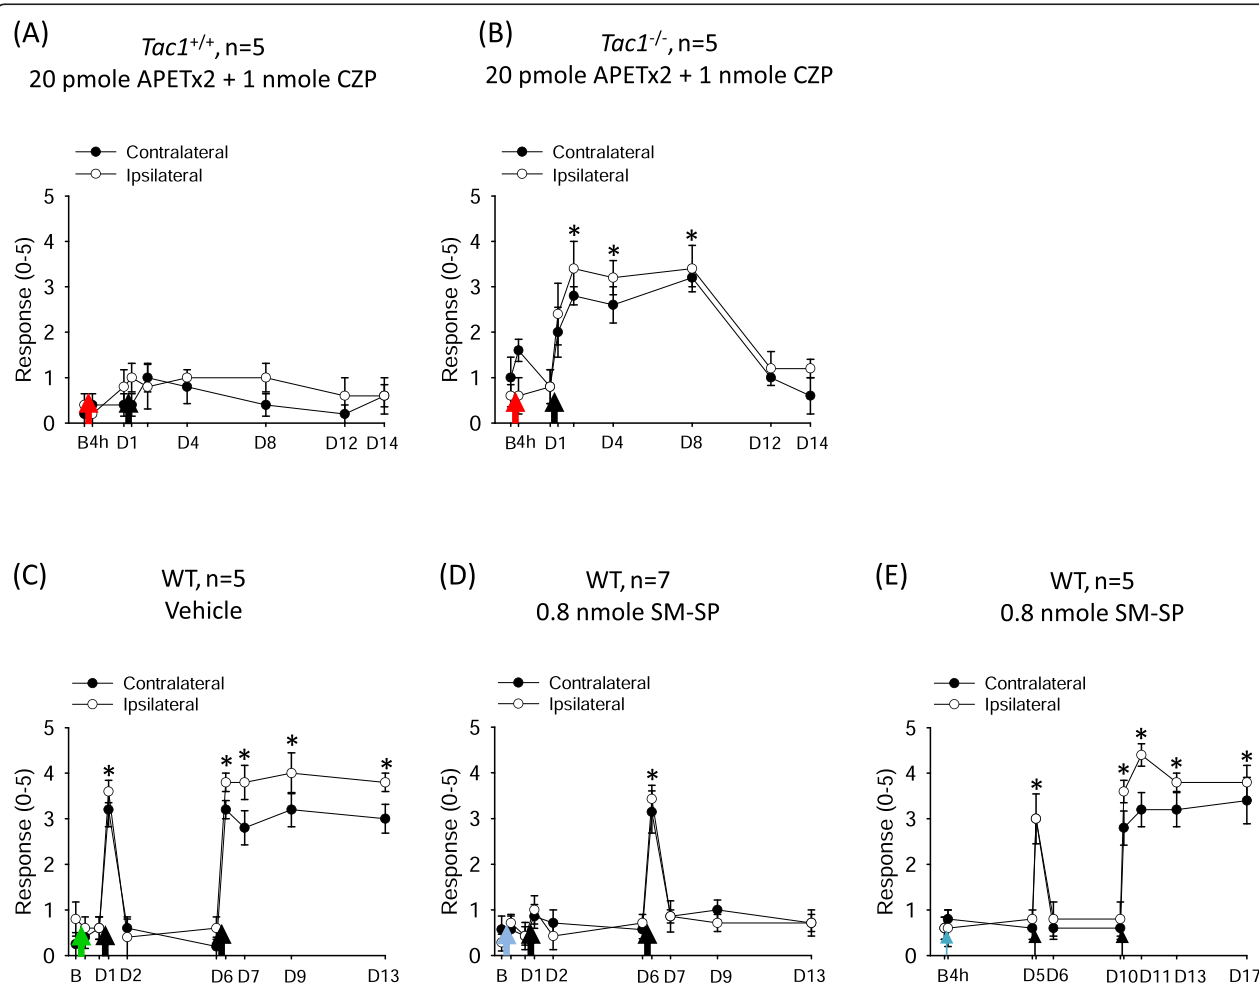 (A)
Tac1+/+, n=5
20 pmole APETx2 + 1 nmole CZP
Contralateral
Ipsilateral
Response (0-5)
5
4
3
2
1
0
B4h D1 D4 D8 D12 D14
(B)
Tac1-/-, n=5
20 pmole APETx2 + 1 nmole CZP
Contralateral
Ipsilateral
Response (0-5)
5
4
3
2
1
0
* * *
B4h D1 D4 D8 D12 D14
(C)
WT, n=5
Vehicle
Contralateral
Ipsilateral
Response (0-5)
5
4
3
2
1
0
* * * * *
B D1 D2 D6 D7 D9 D13
(D)
WT, n=7
0.8 nmole SM-SP
Contralateral
Ipsilateral
Response (0-5)
5
4
3
2
1
0
*
B D1 D2 D6 D7 D9 D13
(E)
WT, n=5
0.8 nmole SM-SP
Contralateral
Ipsilateral
Response (0-5)
5
4
3
2
1
0
* * * * *
B4h D5D6 D10D11D13 D17